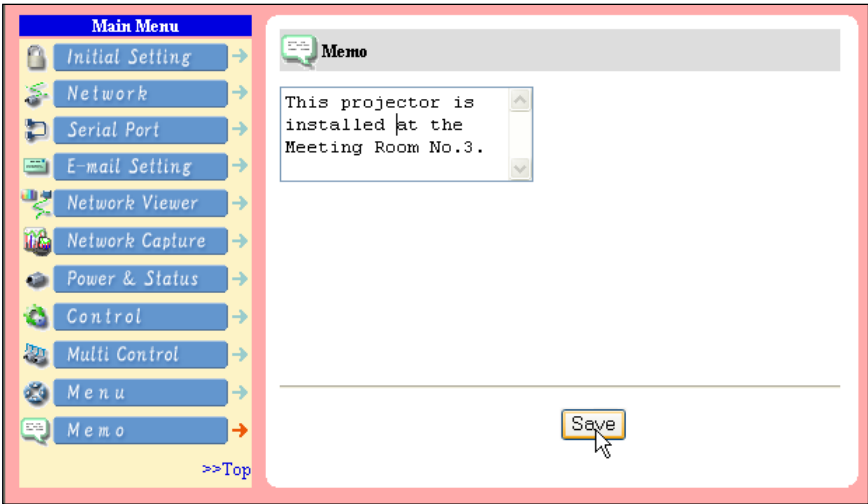 Main Menu
Initial Setting
Network
Serial Port
E-mail Setting
Network Viewer
Network Capture
Power & Status
Control
Multi Control
Menu
Memo
>>Top
Memo
This projector is
installed at the
Meeting Room No.3.
Save